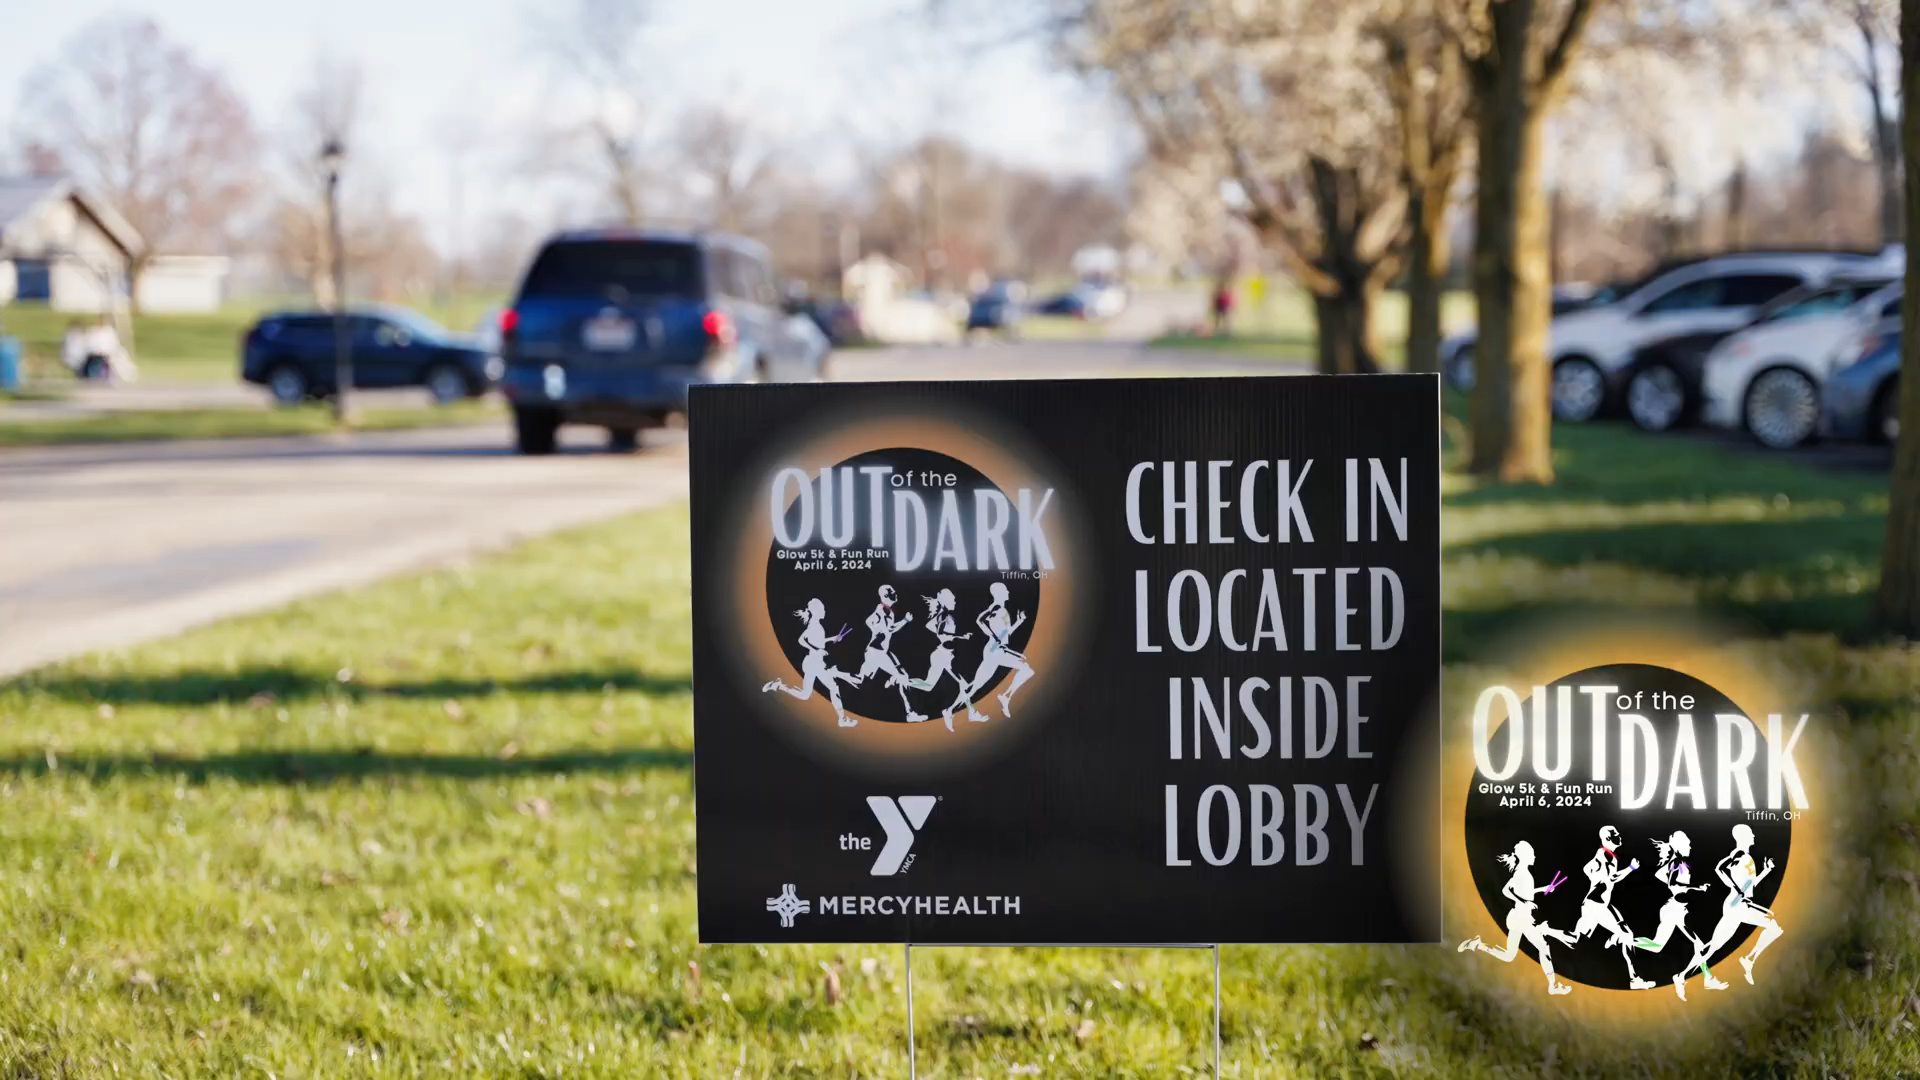 OUT of the
DARK
Glow 5k & Fun Run
April 6, 2024
Tiffin, OH
CHECK IN
LOCATED
INSIDE
LOBBY
the Y®
YMCA
MERCYHEALTH
OUT of the
DARK
Glow 5k & Fun Run
April 6, 2024
Tiffin, OH